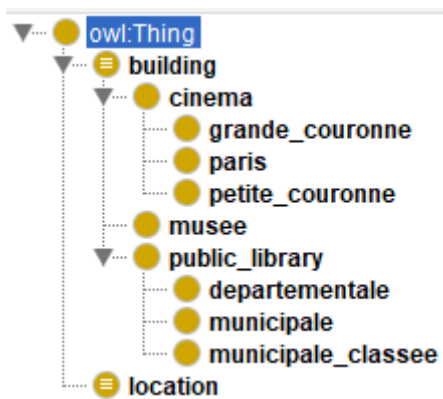 owl:Thing
building
cinema
grande_couronne
paris
petite_couronne
musee
public_library
departementale
municipale
municipale_classee
location